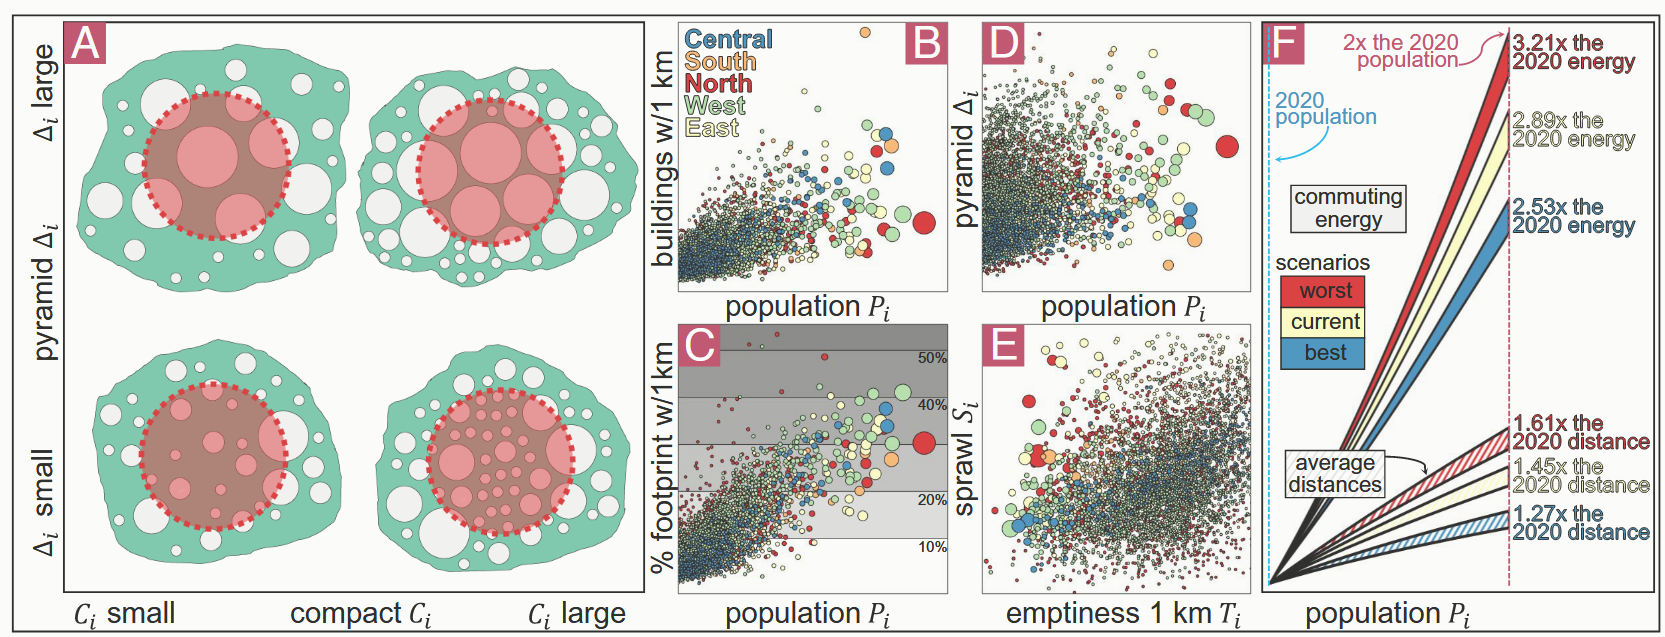 A
Δi large
pyramid Δi
Δi small
Ci small
compact Ci
Ci large
B
Central
South
North
West
East
buildings w/1 km
population Pi
C
50%
40%
20%
10%
% footprint w/1km
population Pi
D
pyramid Δi
population Pi
E
sprawl Si
emptiness 1 km Ti
F
2x the 2020
population
2020
population
commuting
energy
scenarios
worst
current
best
average
distances
3.21x the
2020 energy
2.89x the
2020 energy
2.53x the
2020 energy
1.61x the
2020 distance
1.45x the
2020 distance
1.27x the
2020 distance
population Pi